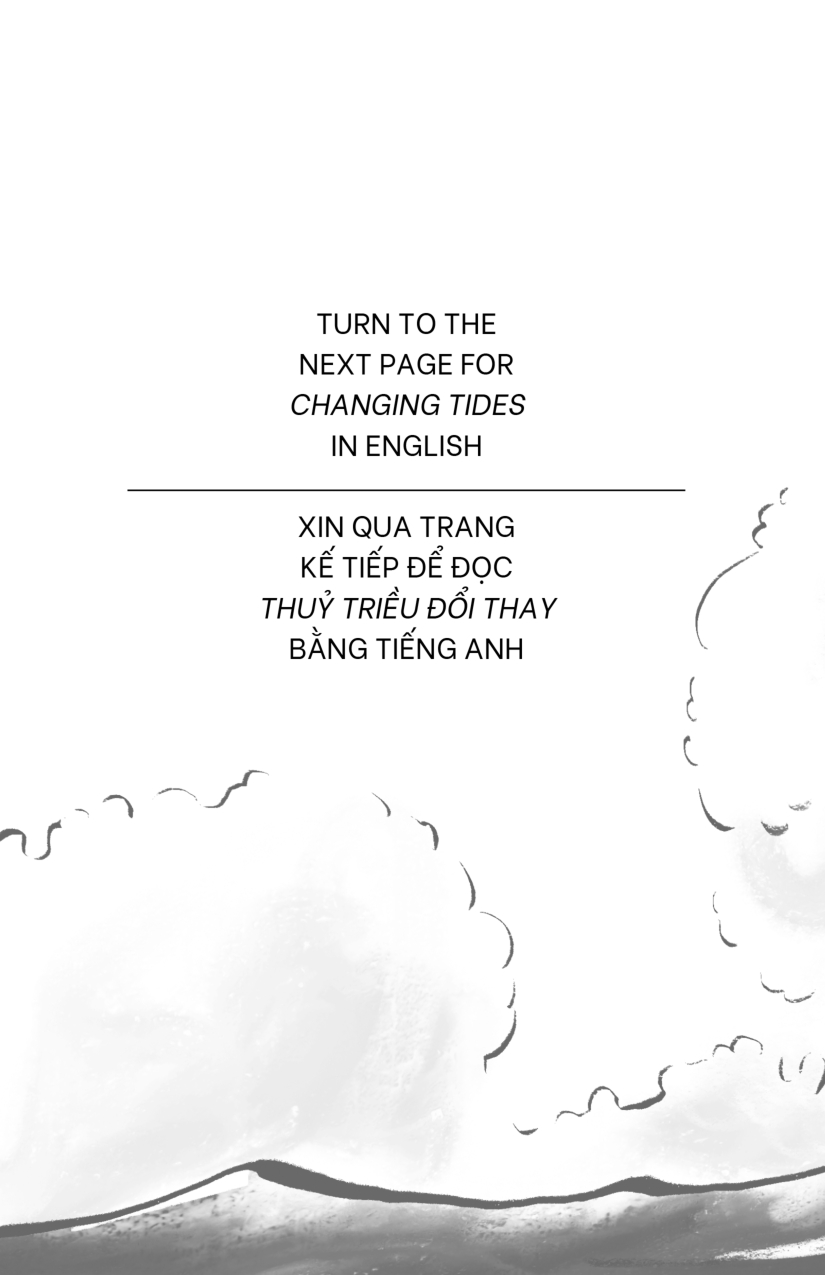 TURN TO THE
NEXT PAGE FOR
CHANGING TIDES
IN ENGLISH
XIN QUA TRANG
KẾ TIẾP ĐỂ ĐỌC
THUỶ TRIỀU ĐỔI THAY
BẰNG TIẾNG ANH